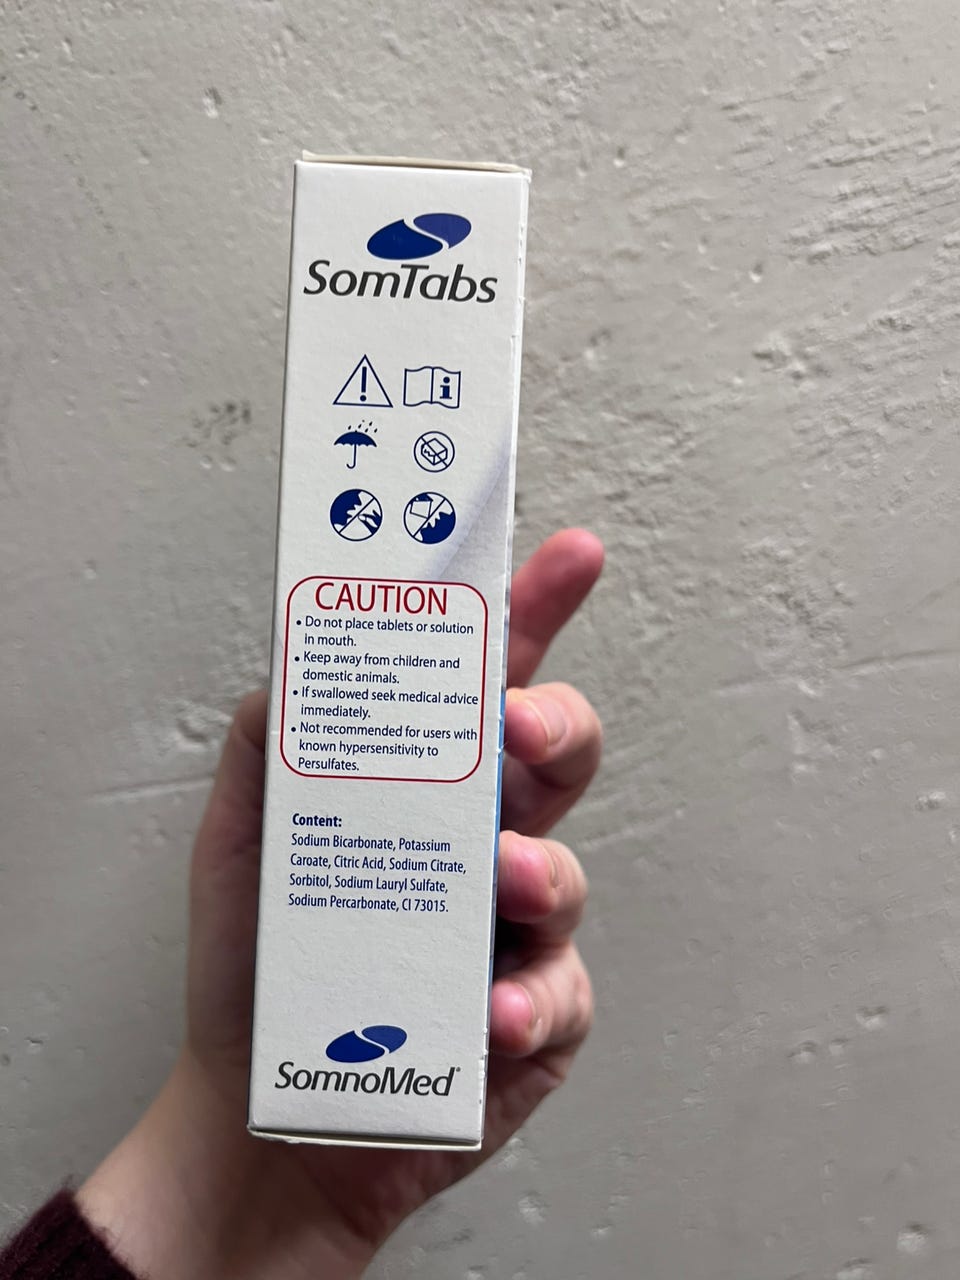 SomTabs
CAUTION
• Do not place tablets or solution
in mouth.
• Keep away from children and
domestic animals.
• If swallowed seek medical advice
immediately.
• Not recommended for users with
known hypersensitivity to
Persulfates.
Content:
Sodium Bicarbonate, Potassium
Caroate, Citric Acid, Sodium Citrate,
Sorbitol, Sodium Lauryl Sulfate,
Sodium Percarbonate, CI 73015.
SomnoMed®